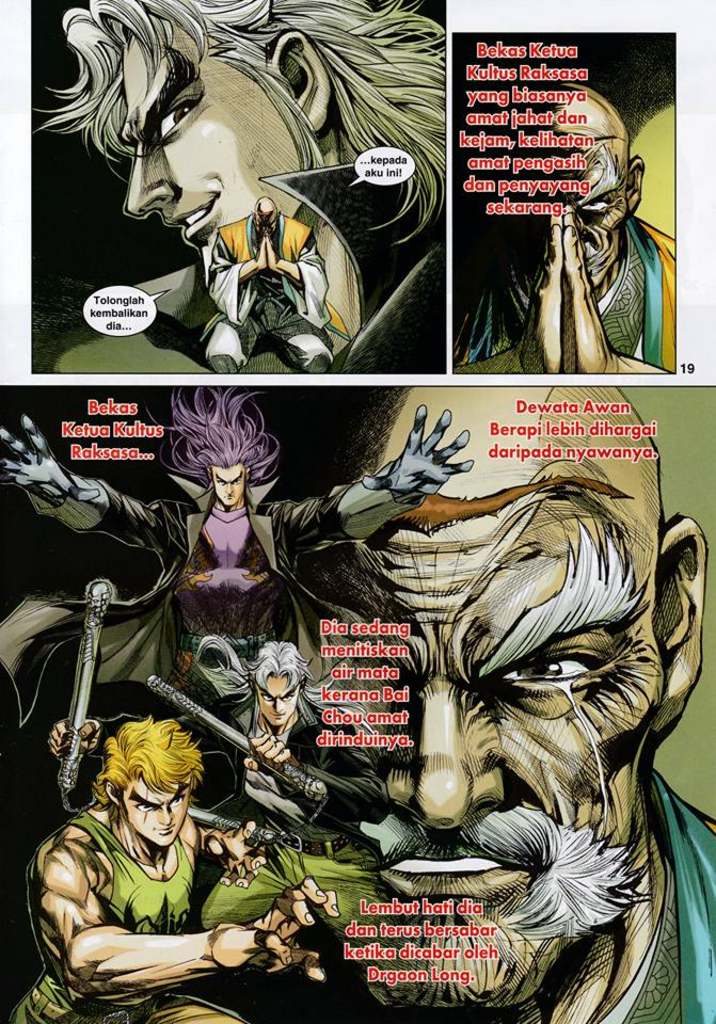 Tolonglah
kembalikan
dia...
...kepada
aku ini!
Bekas Ketua
Kultus Raksasa
yang biasanya
amat jahat dan
kejam, kelihatan
amat pengasih
dan penyayang
sekarang.
19
Bekas
Ketua Kultus
Raksasa...
Dewata Awan
Berapi lebih dihargai
daripada nyawanya.
Dia sedang
menitiskan
air mata
kerana Bai
Chou amat
dirinduinya.
Lembut hati dia
dan terus bersabar
ketika dicabar oleh
Drgaon Long.